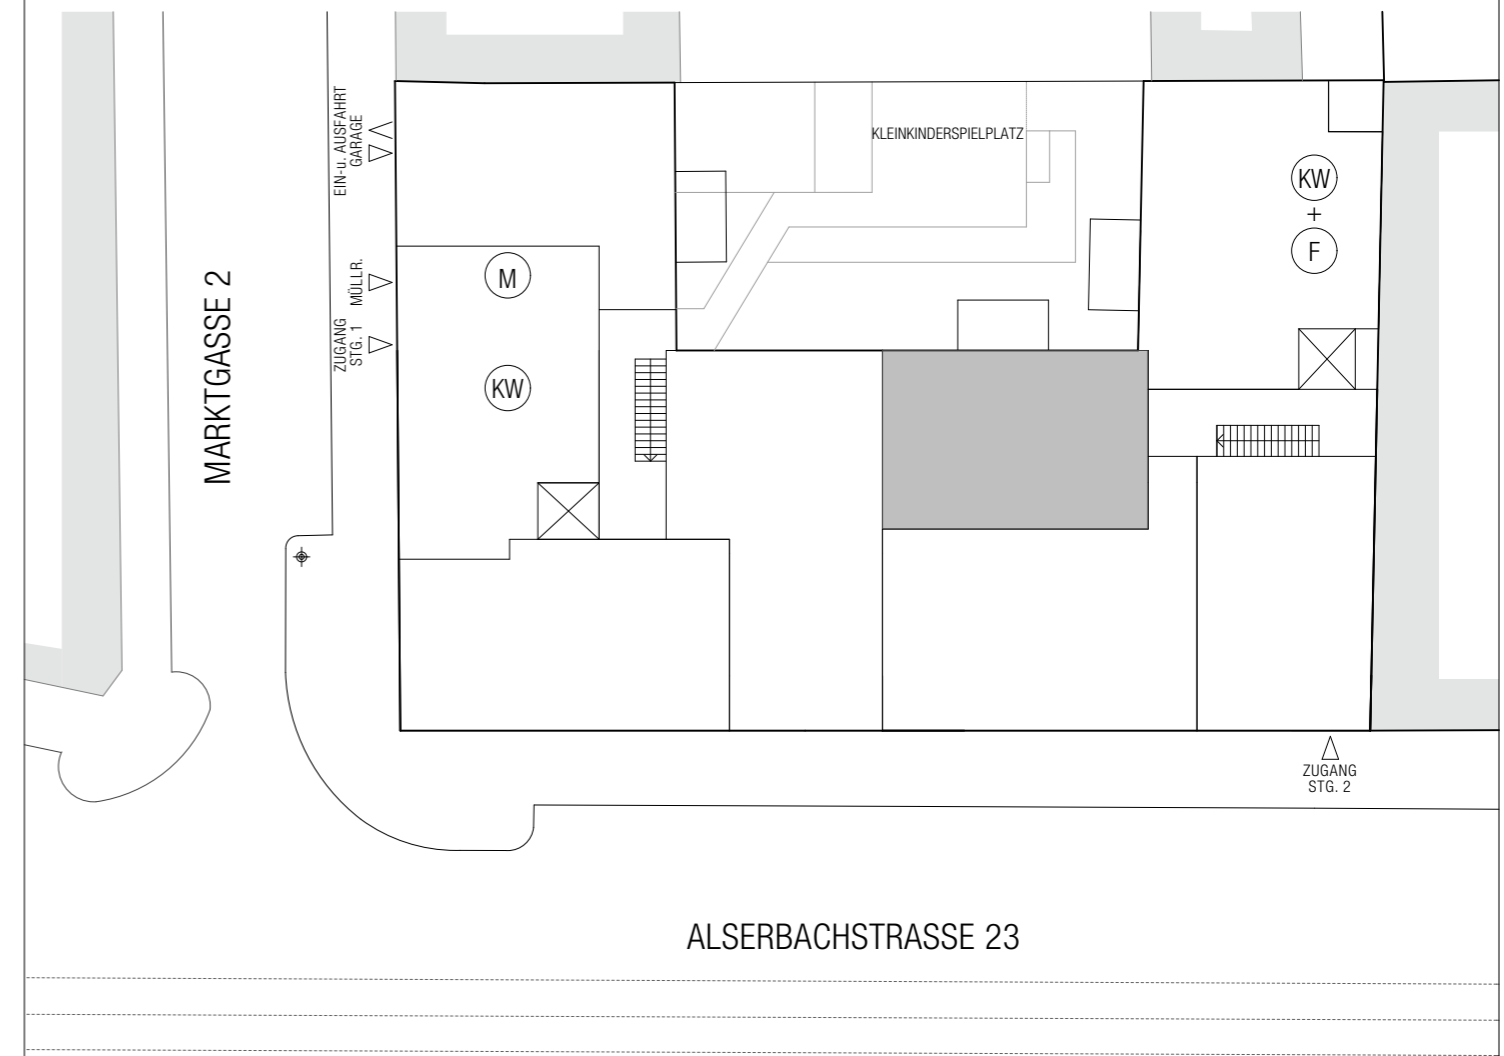 EIN-u. AUSFAHRT
GARAGE
KLEINKINDERSPIELPLATZ
KW
+
F
MÜLLR.
M
MARKTGASSE 2
ZUGANG
STG. 1
KW
ZUGANG
STG. 2
ALSERBACHSTRASSE 23